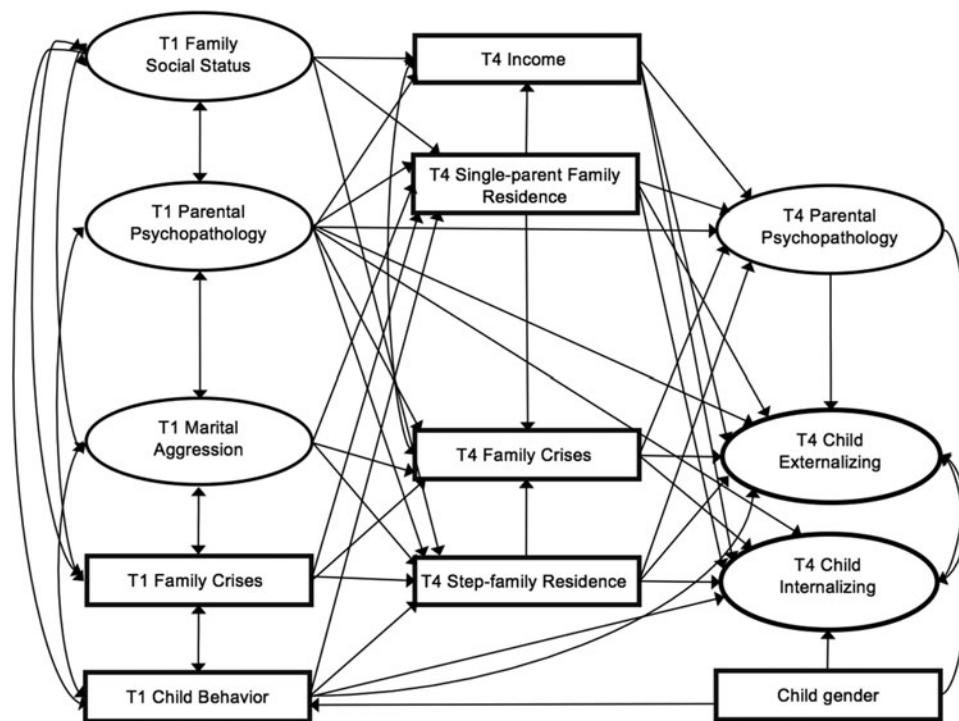 T1 Family
Social Status
T1 Parental
Psychopathology
T1 Marital
Aggression
T1 Family Crises
T1 Child Behavior
T4 Income
T4 Single-parent Family
Residence
T4 Family Crises
T4 Step-family Residence
T4 Parental
Psychopathology
T4 Child
Externalizing
T4 Child
Internalizing
Child gender